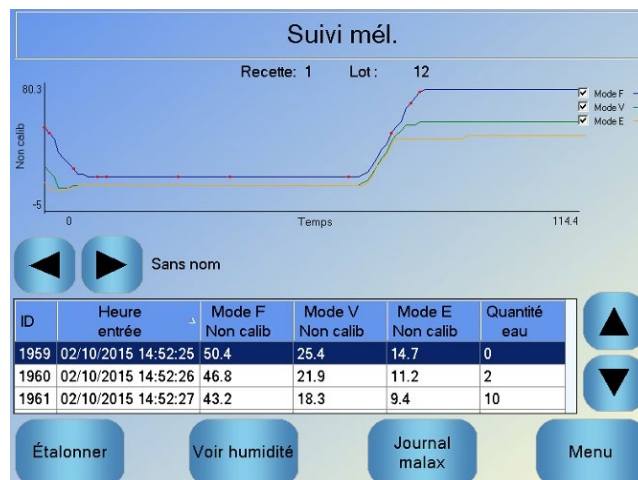 Suivi mél.
Recette: 1 Lot : 12
80.3
Non calib
-5
0
Temps
114.4
Mode F
Mode V
Mode E
Sans nom
ID Heure entrée Mode F Non calib Mode V Non calib Mode E Non calib Quantité eau
1959 02/10/2015 14:52:25 50.4 25.4 14.7 0
1960 02/10/2015 14:52:26 46.8 21.9 11.2 2
1961 02/10/2015 14:52:27 43.2 18.3 9.4 10
Étalonner
Voir humidité
Journal
malax
Menu